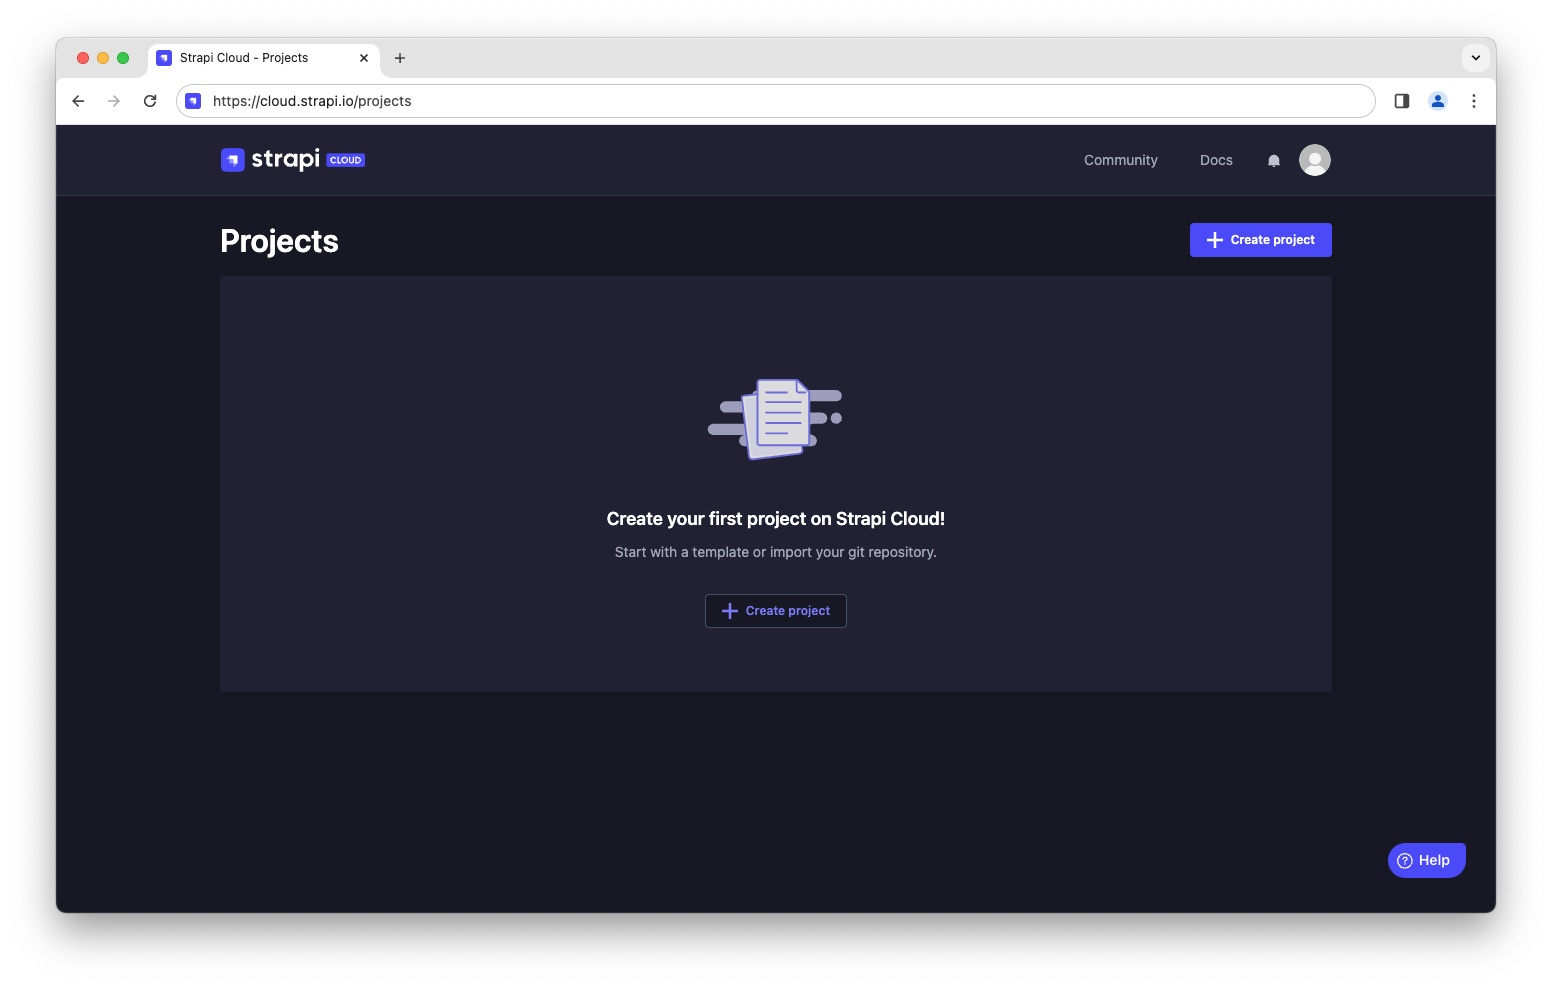 Strapi Cloud - Projects
https://cloud.strapi.io/projects
strapi CLOUD
Community
Docs
Projects
Create project
Create your first project on Strapi Cloud!
Start with a template or import your git repository.
Create project
? Help